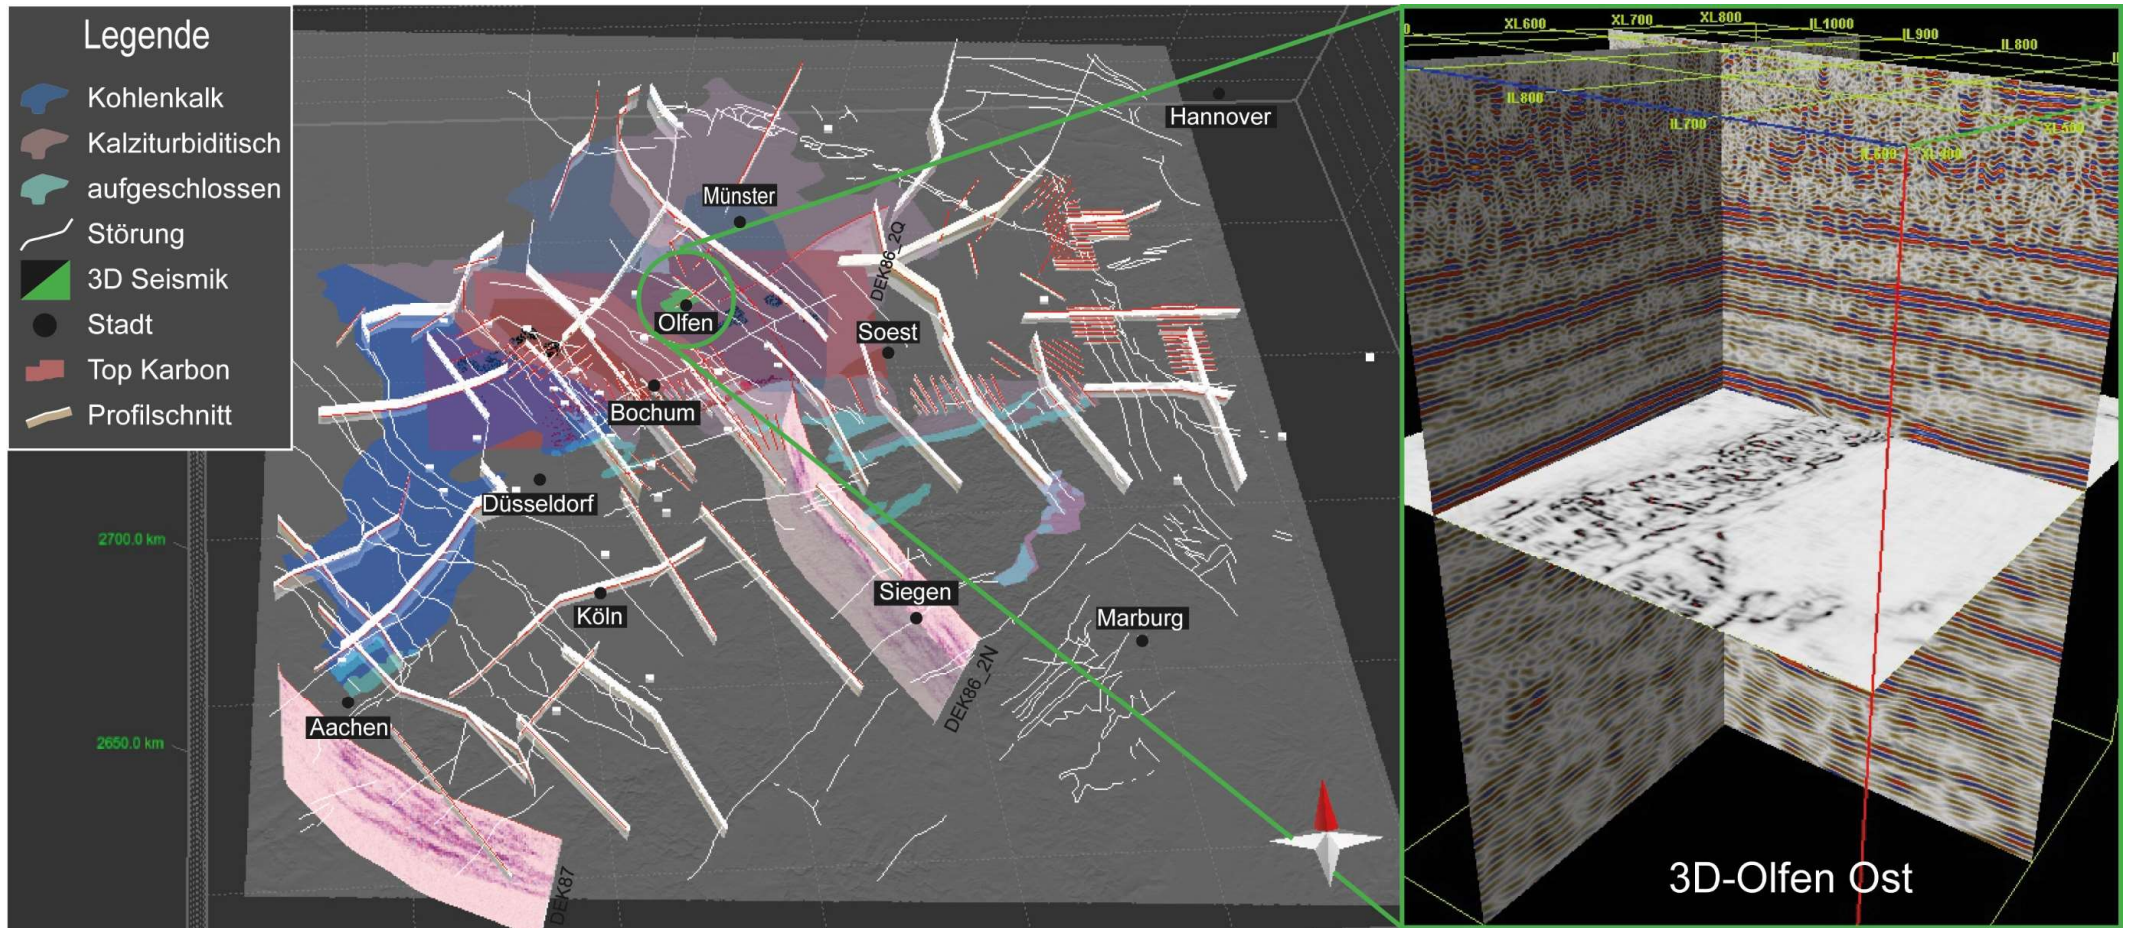 Legende
Kohlenkalk
Kalziturbiditisch
aufgeschlossen
Störung
3D Seismik
Stadt
Top Karbon
Profilschnitt
Hannover
Münster
DEK86_2Q
Olfen
Soest
Bochum
Düsseldorf
2700.0 km
Siegen
Köln
Marburg
DEK86_2N
Aachen
2650.0 km
DEK87
XL600
XL700
XL800
IL1000
IL900
IL800
IL800
IL700
XL500
IL600
XL400
3D-Olfen Ost